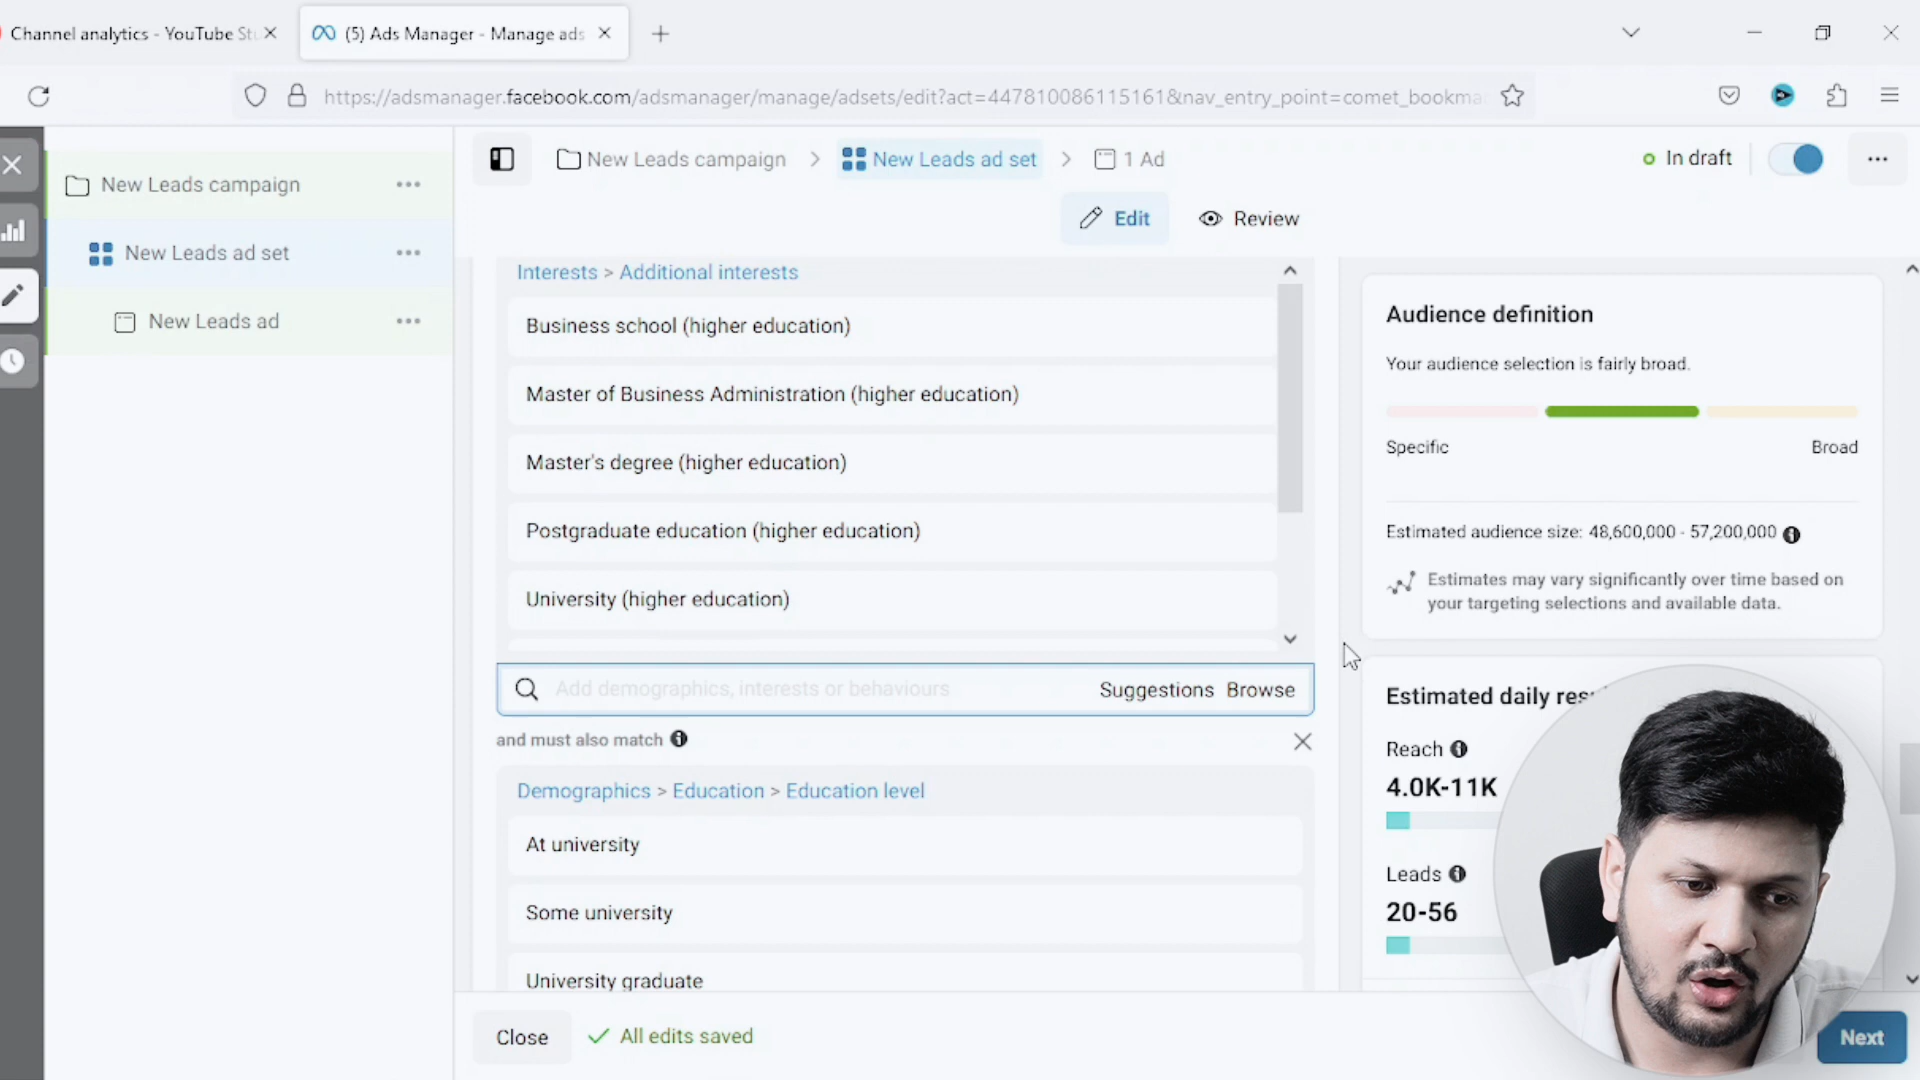 Channel analytics - YouTube St
(5) Ads Manager - Manage ads
https://adsmanager.facebook.com/adsmanager/manage/adsets/edit?act=447810086115161&nav_entry_point=comet_bookma
New Leads campaign
New Leads ad set
New Leads ad
New Leads campaign > New Leads ad set > 1 Ad
In draft
Edit
Review
Interests > Additional interests
Business school (higher education)
Master of Business Administration (higher education)
Master's degree (higher education)
Postgraduate education (higher education)
University (higher education)
Add demographics, interests or behaviours
Suggestions Browse
and must also match
Demographics > Education > Education level
At university
Some university
University graduate
Close
All edits saved
Audience definition
Your audience selection is fairly broad.
Specific
Broad
Estimated audience size: 48,600,000 - 57,200,000
Estimates may vary significantly over time based on
your targeting selections and available data.
Estimated daily
Reach
4.0K-11K
Leads
20-56
Next